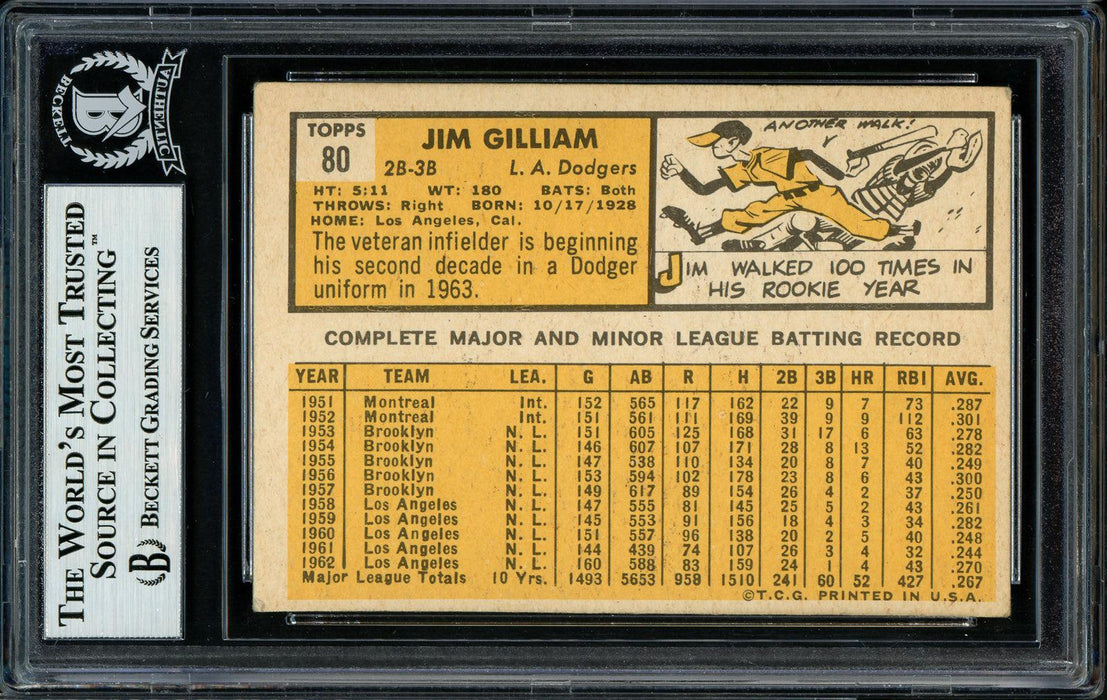 BECKETT
AUTHENTIC
B
THE WORLD'S MOST TRUSTED
SOURCE IN COLLECTING™
B BECKETT GRADING SERVICES
TOPPS
80
JIM GILLIAM
2B-3B L. A. Dodgers
HT: 5:11 WT: 180 BATS: Both
THROWS: Right BORN: 10/17/1928
HOME: Los Angeles, Cal.
The veteran infielder is beginning
his second decade in a Dodger
uniform in 1963.
ANOTHER WALK!
JIM WALKED 100 TIMES IN
HIS ROOKIE YEAR
COMPLETE MAJOR AND MINOR LEAGUE BATTING RECORD
YEAR TEAM LEA. G AB R H 2B 3B HR RBI AVG.
1951 Montreal Int. 152 565 117 162 22 9 7 73 .287
1952 Montreal Int. 151 561 111 169 39 9 9 112 .301
1953 Brooklyn N. L. 151 605 125 168 31 17 6 63 .278
1954 Brooklyn N. L. 146 607 107 171 28 8 13 52 .282
1955 Brooklyn N. L. 147 538 110 134 20 8 7 40 .249
1956 Brooklyn N. L. 153 594 102 178 23 8 6 43 .300
1957 Brooklyn N. L. 149 617 89 154 26 4 2 37 .250
1958 Los Angeles N. L. 147 555 81 145 25 5 2 43 .261
1959 Los Angeles N. L. 145 553 91 156 18 4 3 34 .282
1960 Los Angeles N. L. 151 557 96 138 20 2 5 40 .248
1961 Los Angeles N. L. 144 439 74 107 26 3 4 32 .244
1962 Los Angeles N. L. 160 588 83 159 24 1 4 43 .270
Major League Totals 10 Yrs. 1493 5653 958 1510 241 60 52 427 .267
©T.C.G. PRINTED IN U.S.A.